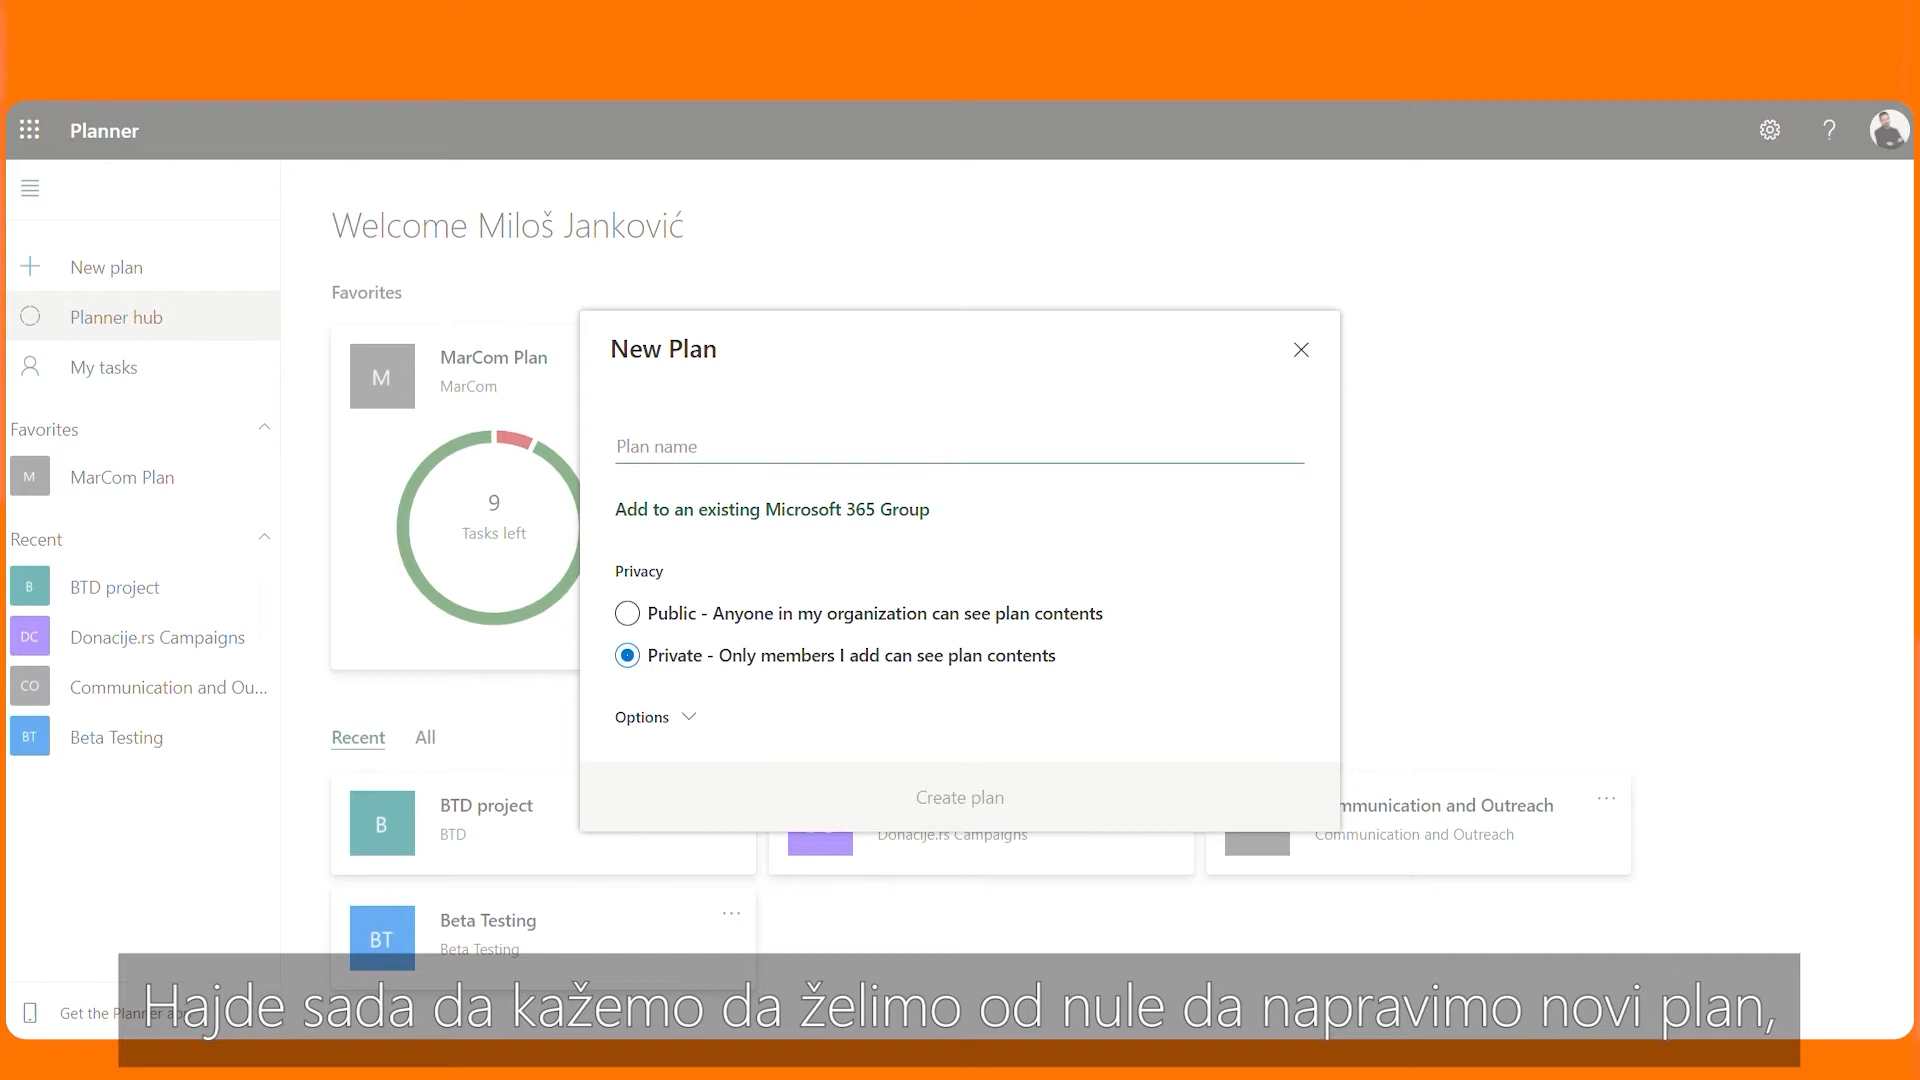 Planner
?
New plan
Planner hub
My tasks
Favorites
M MarCom Plan
Recent
B BTD project
DC Donacije.rs Campaigns
CO Communication and Ou...
BT Beta Testing
Get the Planner
Welcome Miloš Janković
Favorites
M MarCom Plan
MarCom
9
Tasks left
New Plan
Plan name
Add to an existing Microsoft 365 Group
Privacy
Public - Anyone in my organization can see plan contents
Private - Only members I add can see plan contents
Options
Create plan
Recent All
B BTD project
BTD
Donacije.rs Campaigns
mmunication and Outreach ...
Communication and Outreach
BT Beta Testing ...
Beta Testing
Hajde sada da kažemo da želimo od nule da napravimo novi plan,